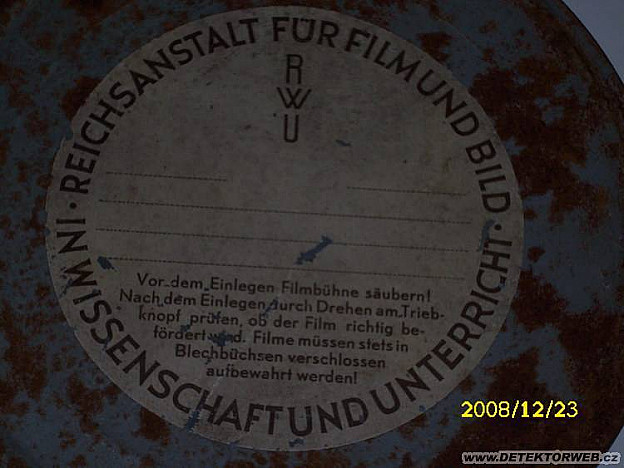 · REICHSANSTALT FÜR FILM UND BILD ·
IN WISSENSCHAFT UND UNTERRICHT
R
W
U
Vor dem Einlegen Filmbühne säubern!
Nach dem Einlegen durch Drehen am Trieb-
knopf prüfen, ob der Film richtig be-
fördert wird. Filme müssen stets in
Blechbüchsen verschlossen
aufbewahrt werden!
2008/12/23
WWW.DETEKTORWEB.cz